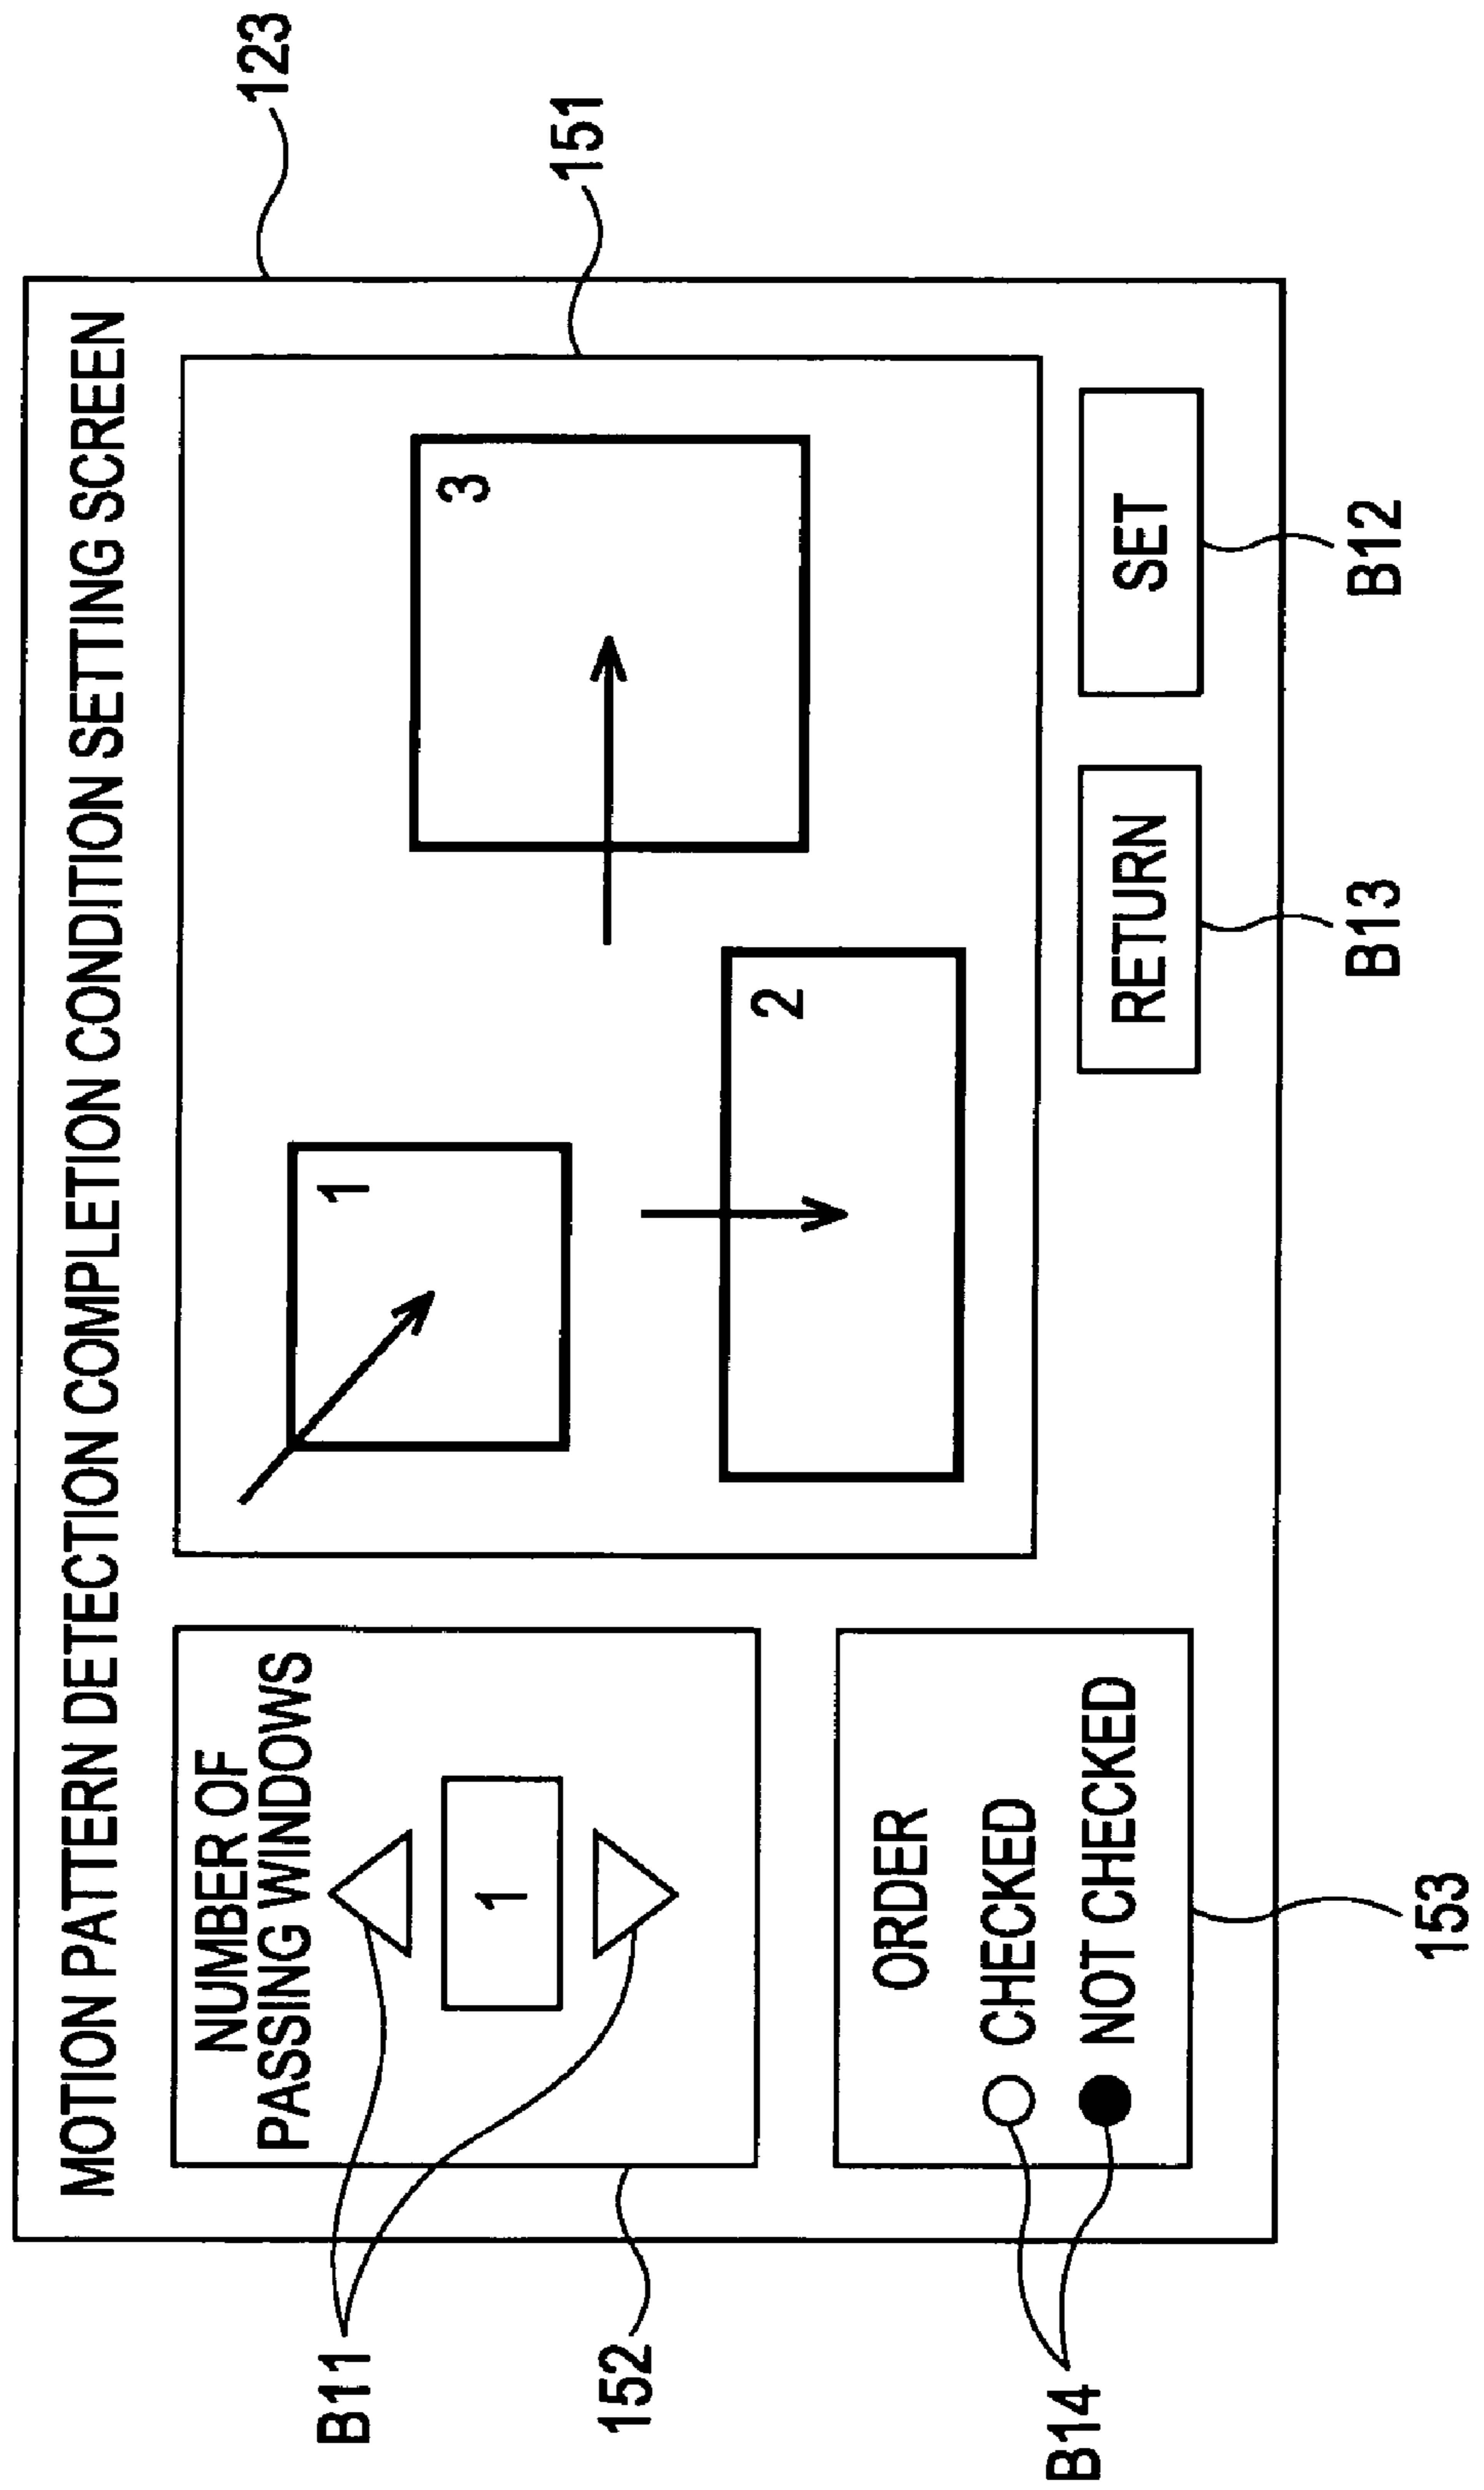 123
151
MOTION PATTERN DETECTION COMPLETION CONDITION SETTING SCREEN
NUMBER OF
PASSING WINDOWS
1
B11
152
ORDER
CHECKED
NOT CHECKED
B14
153
1
2
3
RETURN
SET
B13
B12